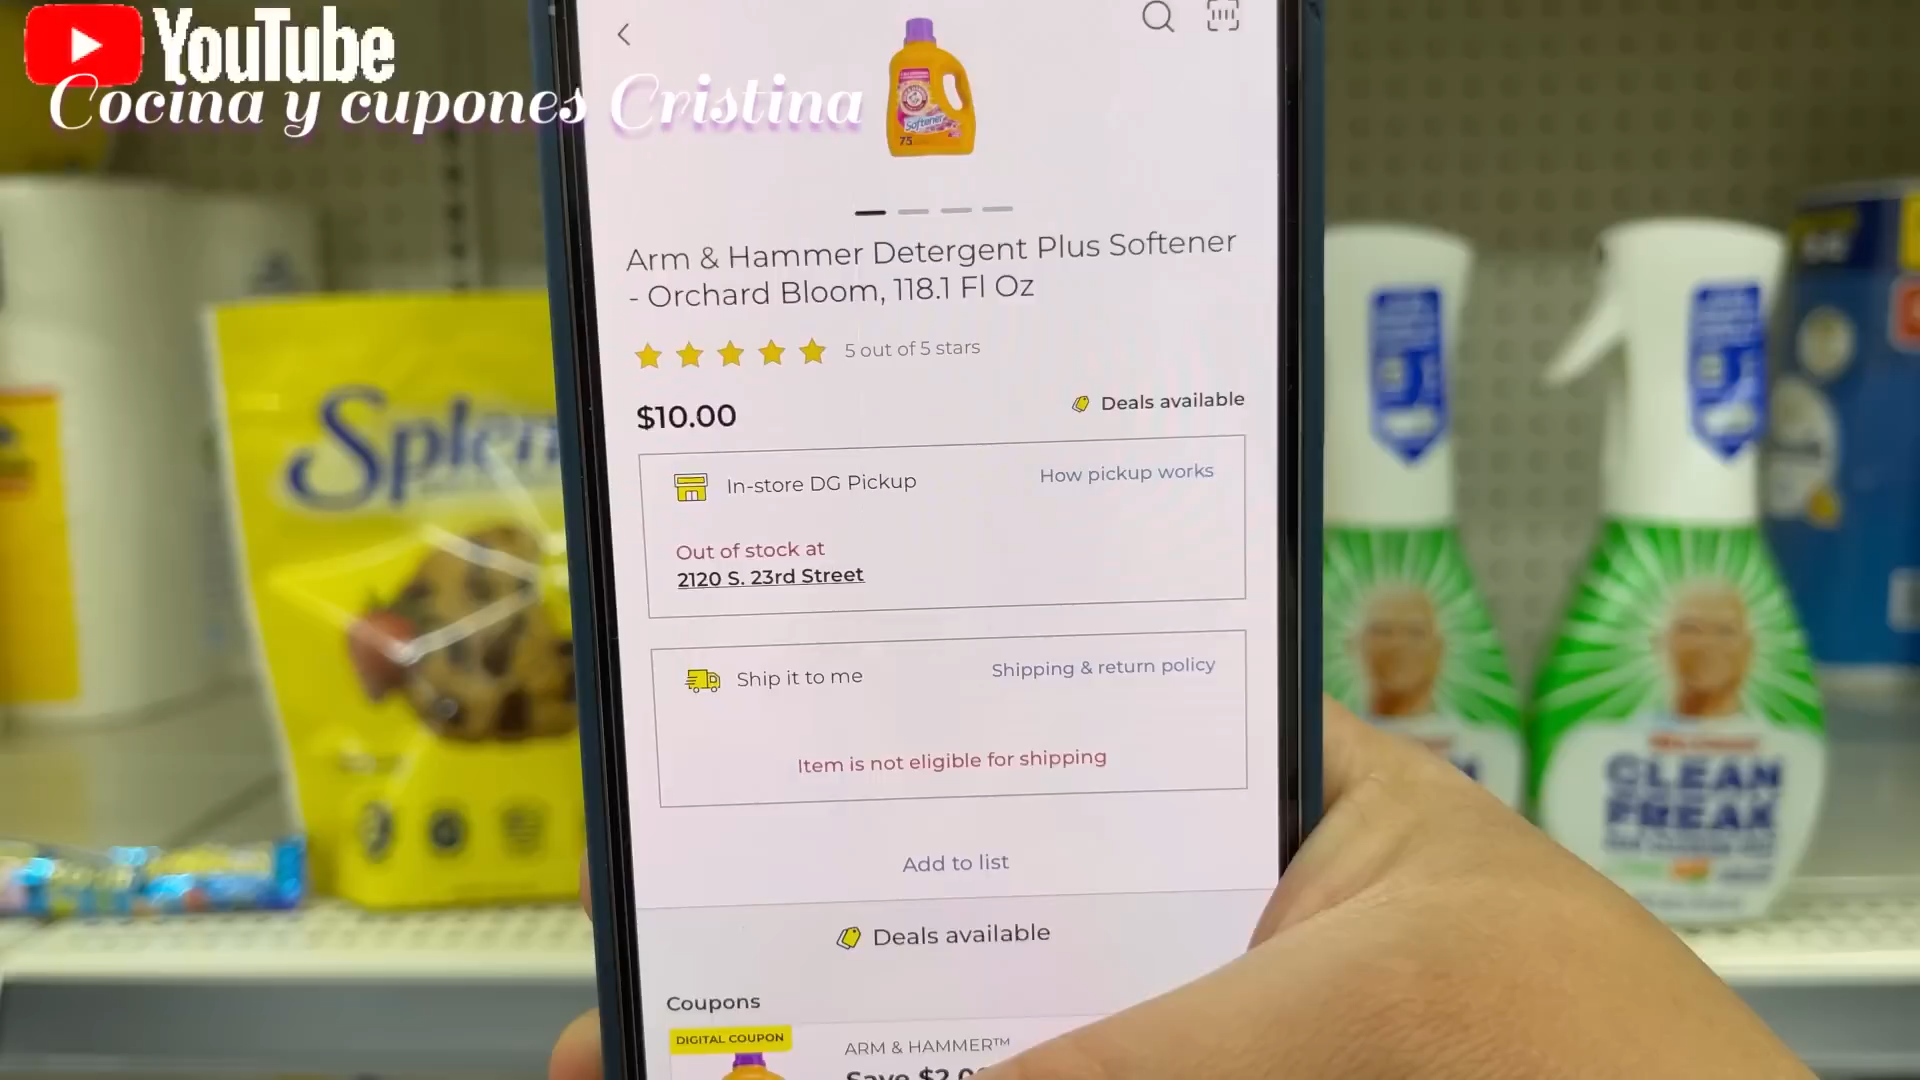 YouTube
Cocina y cupones Cristina
Softener
75
Arm & Hammer Detergent Plus Softener
- Orchard Bloom, 118.1 Fl Oz
5 out of 5 stars
$10.00
Deals available
In-store DG Pickup
How pickup works
Out of stock at
2120 S. 23rd Street
Ship it to me
Shipping & return policy
Item is not eligible for shipping
Add to list
Deals available
Coupons
DIGITAL COUPON
ARM & HAMMER™
Save
Splen
CLEAN
FREAK